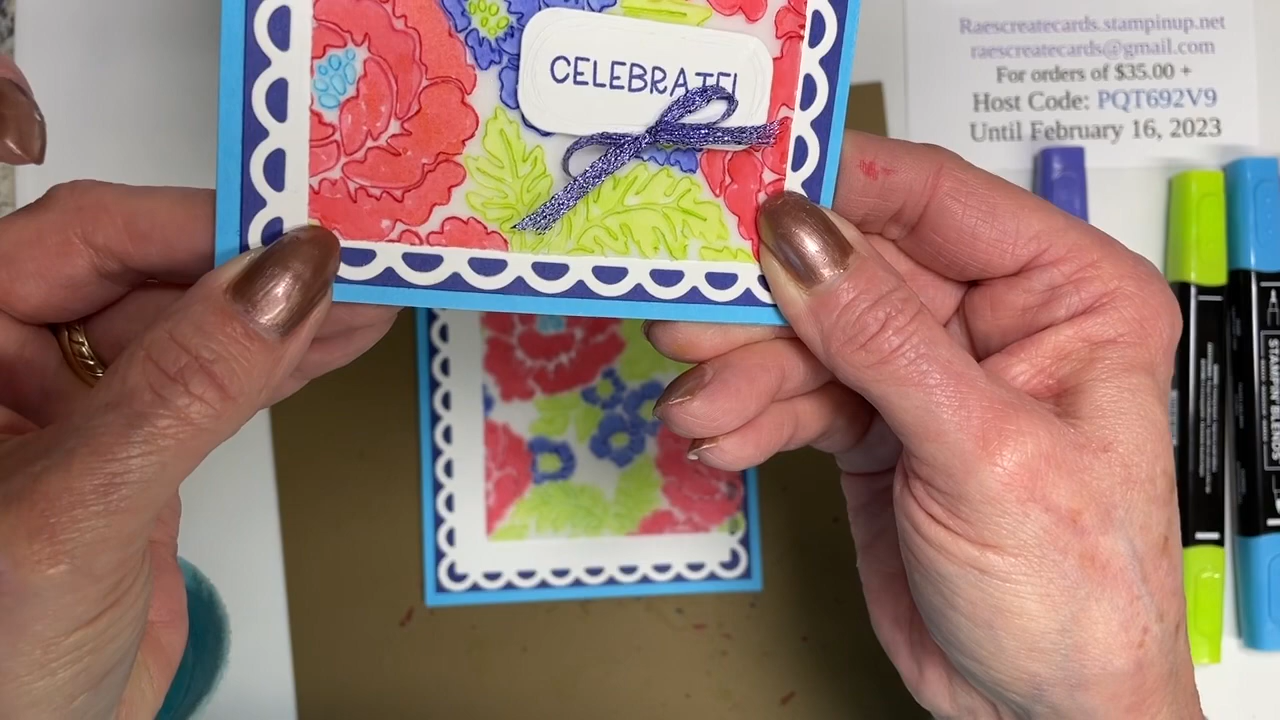 CELEBRATE!
Raescreatecards.stampinup.net
raescreatecards@gmail.com
For orders of $35.00 +
Host Code: PQT692V9
Until February 16, 2023
STAMPIN' BLENDS